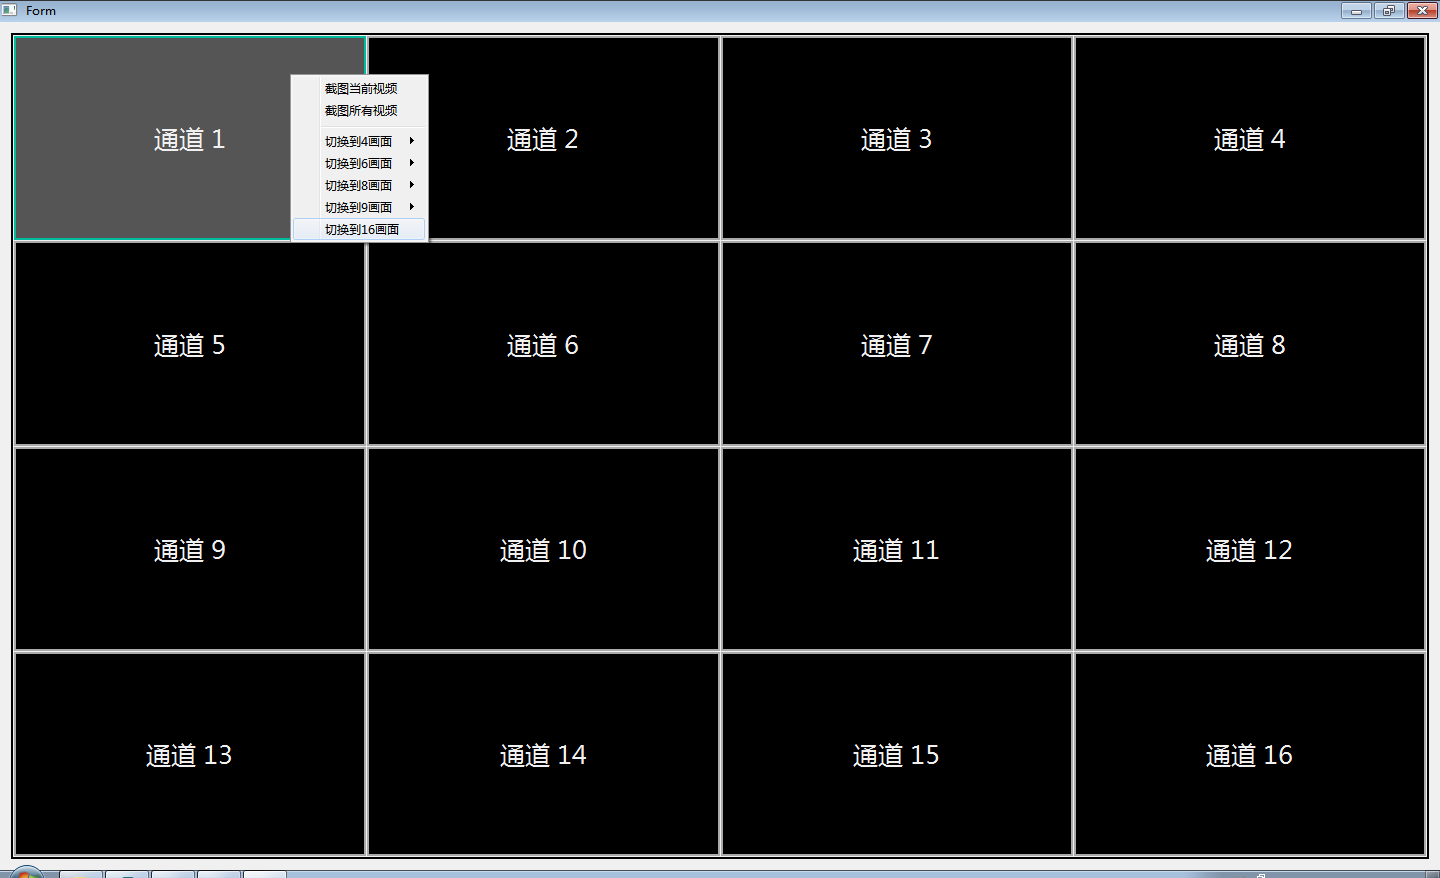 Form
通道 1
通道 2
通道 3
通道 4
截图当前视频
截图所有视频
切换到4画面
切换到6画面
切换到8画面
切换到9画面
切换到16画面
通道 5
通道 6
通道 7
通道 8
通道 9
通道 10
通道 11
通道 12
通道 13
通道 14
通道 15
通道 16